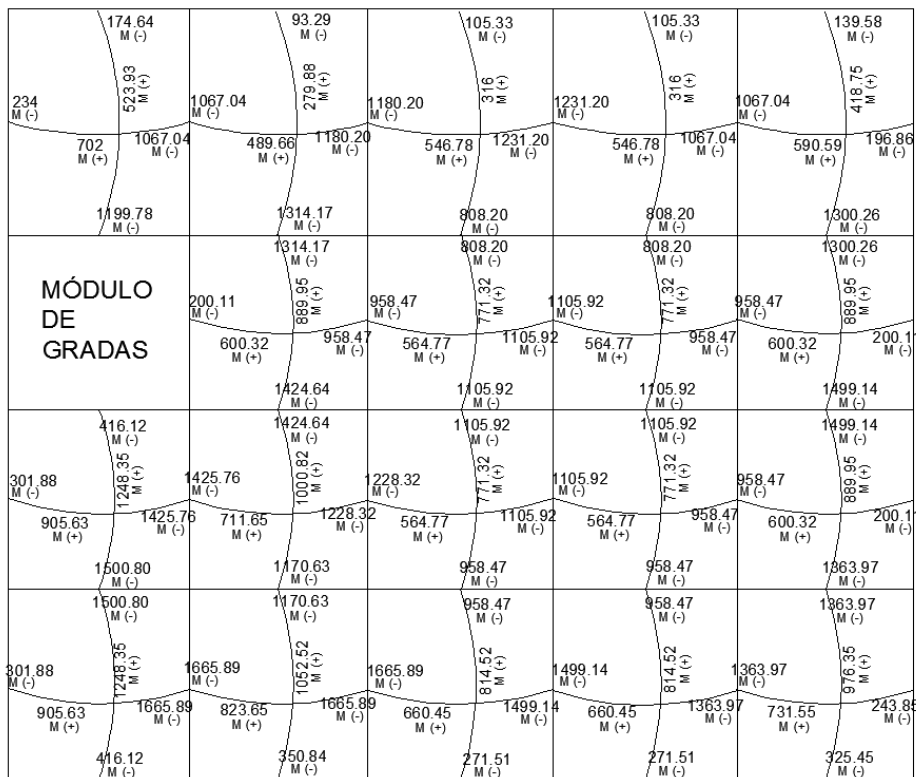 174.64
M (-)
93.29
M (-)
105.33
M (-)
105.33
M (-)
139.58
M (-)
523.93
M (+)
279.88
M (+)
316
M (+)
316
M (+)
418.75
M (+)
234
M (-)
1067.04
M (-)
1180.20
M (-)
1231.20
M (-)
1067.04
M (-)
702
M (+)
1067.04
M (-)
489.66
M (+)
1180.20
M (-)
546.78
M (+)
1231.20
M (-)
546.78
M (+)
1067.04
M (-)
590.59
M (+)
196.86
M (-)
1199.78
M (-)
1314.17
M (-)
808.20
M (-)
808.20
M (-)
1300.26
M (-)
MÓDULO
DE
GRADAS
1314.17
M (-)
808.20
M (-)
808.20
M (-)
1300.26
M (-)
889.95
M (+)
771.32
M (+)
771.32
M (+)
889.95
M (+)
200.11
M (-)
958.47
M (-)
1105.92
M (-)
958.47
M (-)
600.32
M (+)
958.47
M (-)
564.77
M (+)
1105.92
M (-)
564.77
M (+)
958.47
M (-)
600.32
M (+)
200.11
M (-)
1424.64
M (-)
1105.92
M (-)
1105.92
M (-)
1499.14
M (-)
416.12
M (-)
1424.64
M (-)
1105.92
M (-)
1105.92
M (-)
1499.14
M (-)
1248.35
M (+)
1000.82
M (+)
771.32
M (+)
771.32
M (+)
889.95
M (+)
301.88
M (-)
1425.76
M (-)
1228.32
M (-)
1105.92
M (-)
958.47
M (-)
905.63
M (+)
1425.76
M (-)
711.65
M (+)
1228.32
M (-)
564.77
M (+)
1105.92
M (-)
564.77
M (+)
958.47
M (-)
600.32
M (+)
200.11
M (-)
1500.80
M (-)
1170.63
M (-)
958.47
M (-)
958.47
M (-)
1363.97
M (-)
1500.80
M (-)
1170.63
M (-)
958.47
M (-)
958.47
M (-)
1363.97
M (-)
1248.35
M (+)
1052.52
M (+)
814.52
M (+)
814.52
M (+)
976.35
M (+)
301.88
M (-)
1665.89
M (-)
1665.89
M (-)
1499.14
M (-)
1363.97
M (-)
905.63
M (+)
1665.89
M (-)
823.65
M (+)
1665.89
M (-)
660.45
M (+)
1499.14
M (-)
660.45
M (+)
1363.97
M (-)
731.55
M (+)
243.85
M (-)
416.12
M (-)
350.84
M (-)
271.51
M (-)
271.51
M (-)
325.45
M (-)